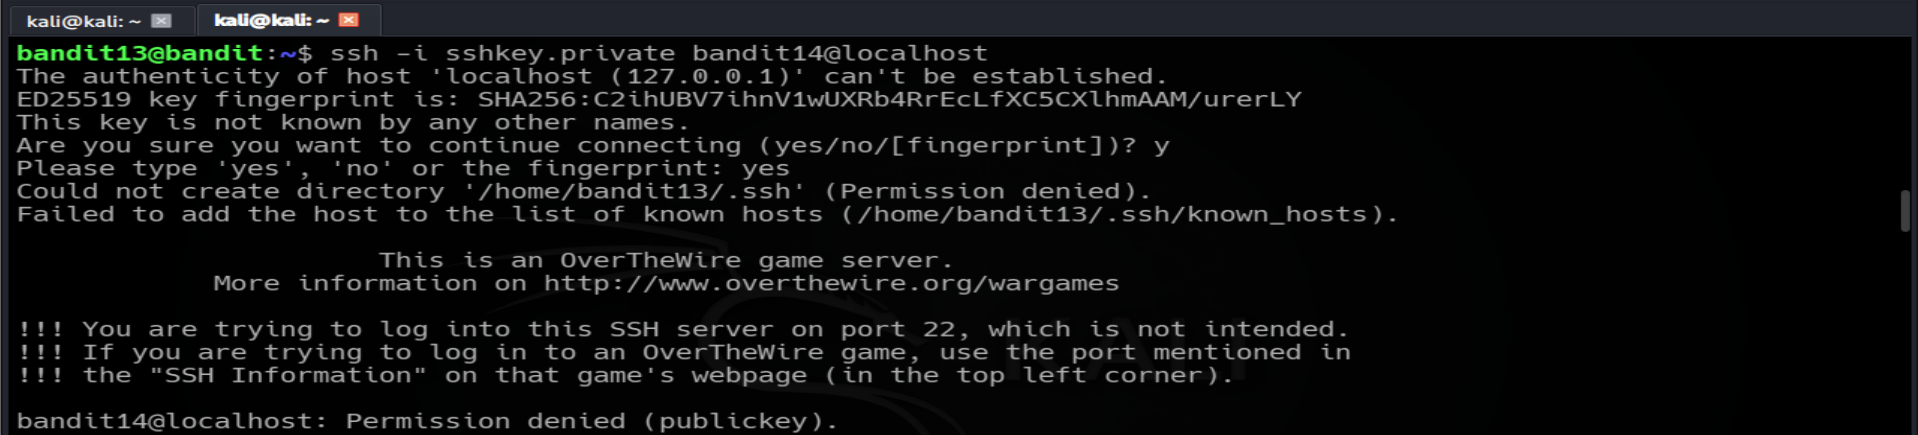 kali@kali: ~
kali@kali: ~
bandit13@bandit:~$ ssh -i sshkey.private bandit14@localhost
The authenticity of host 'localhost (127.0.0.1)' can't be established.
ED25519 key fingerprint is: SHA256:C2ihUBV7ihnV1wUXRb4RrEcLfXC5CXlhmAAM/urerLY
This key is not known by any other names.
Are you sure you want to continue connecting (yes/no/[fingerprint])? y
Please type 'yes', 'no' or the fingerprint: yes
Could not create directory '/home/bandit13/.ssh' (Permission denied).
Failed to add the host to the list of known hosts (/home/bandit13/.ssh/known_hosts).
This is an OverTheWire game server.
More information on http://www.overthewire.org/wargames
!!! You are trying to log into this SSH server on port 22, which is not intended.
!!! If you are trying to log in to an OverTheWire game, use the port mentioned in
!!! the "SSH Information" on that game's webpage (in the top left corner).
bandit14@localhost: Permission denied (publickey).